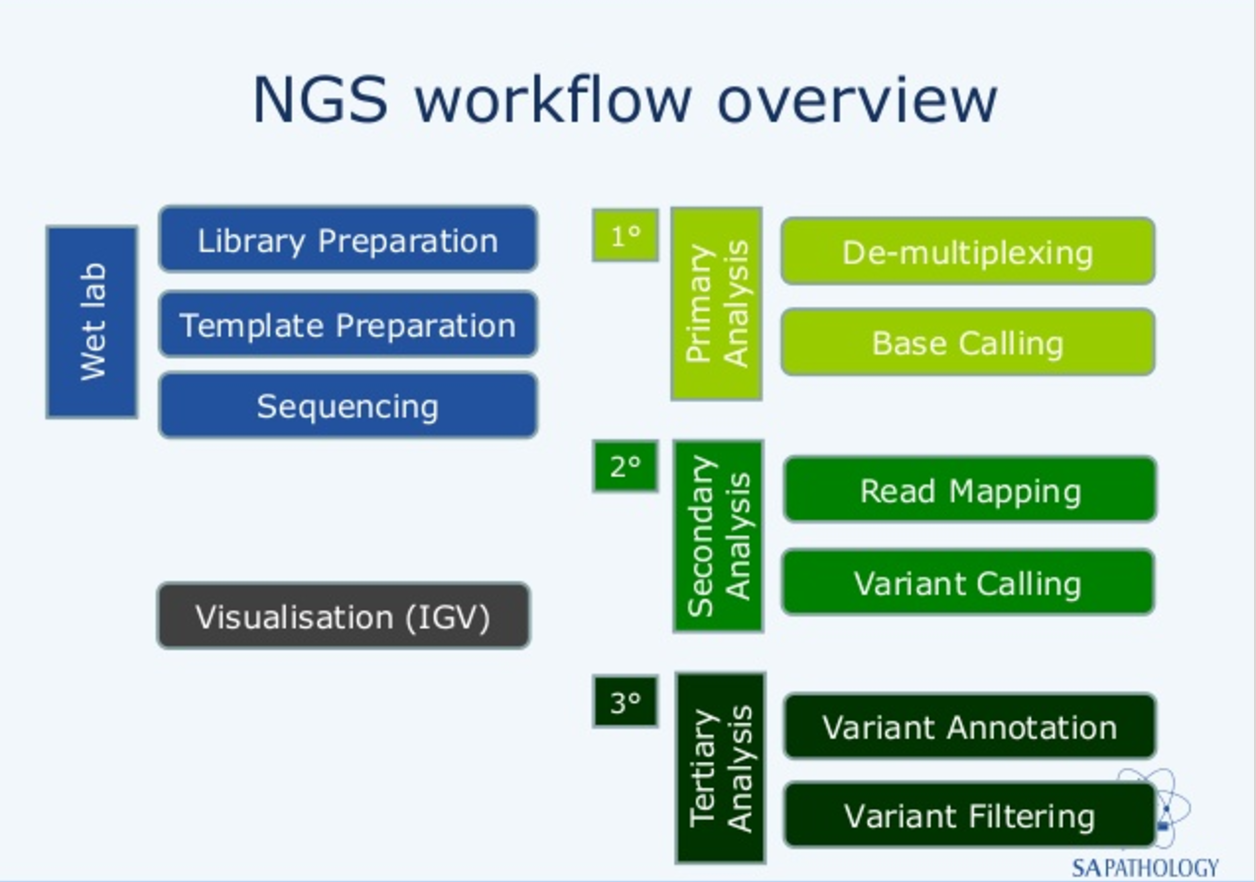 NGS workflow overview
Wet lab
Library Preparation
Template Preparation
Sequencing
Visualisation (IGV)
1°
Primary
Analysis
De-multiplexing
Base Calling
2°
Secondary
Analysis
Read Mapping
Variant Calling
3°
Tertiary
Analysis
Variant Annotation
Variant Filtering
SA PATHOLOGY